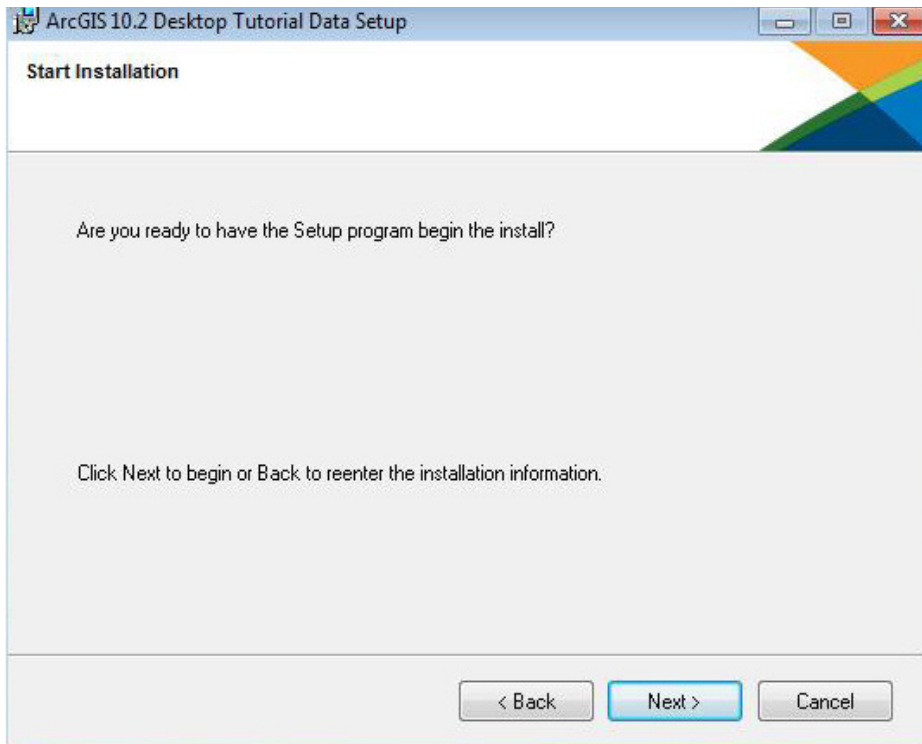 ArcGIS 10.2 Desktop Tutorial Data Setup
Start Installation
Are you ready to have the Setup program begin the install?
Click Next to begin or Back to reenter the installation information.
< Back
Next >
Cancel